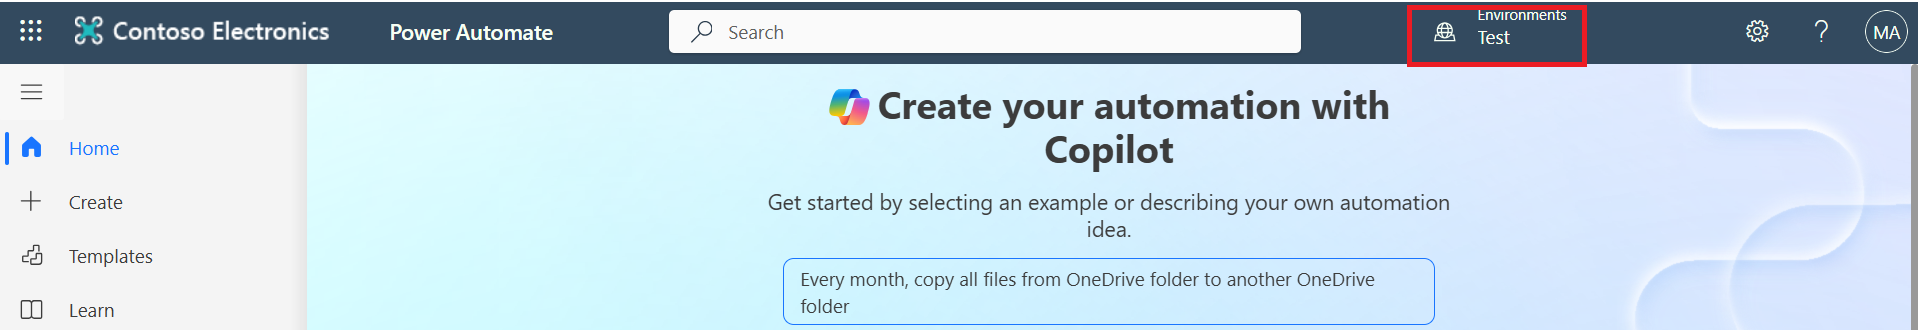 Contoso Electronics
Power Automate
Search
Environments
Test
?
MA
Home
Create
Templates
Learn
Create your automation with
Copilot
Get started by selecting an example or describing your own automation
idea.
Every month, copy all files from OneDrive folder to another OneDrive
folder